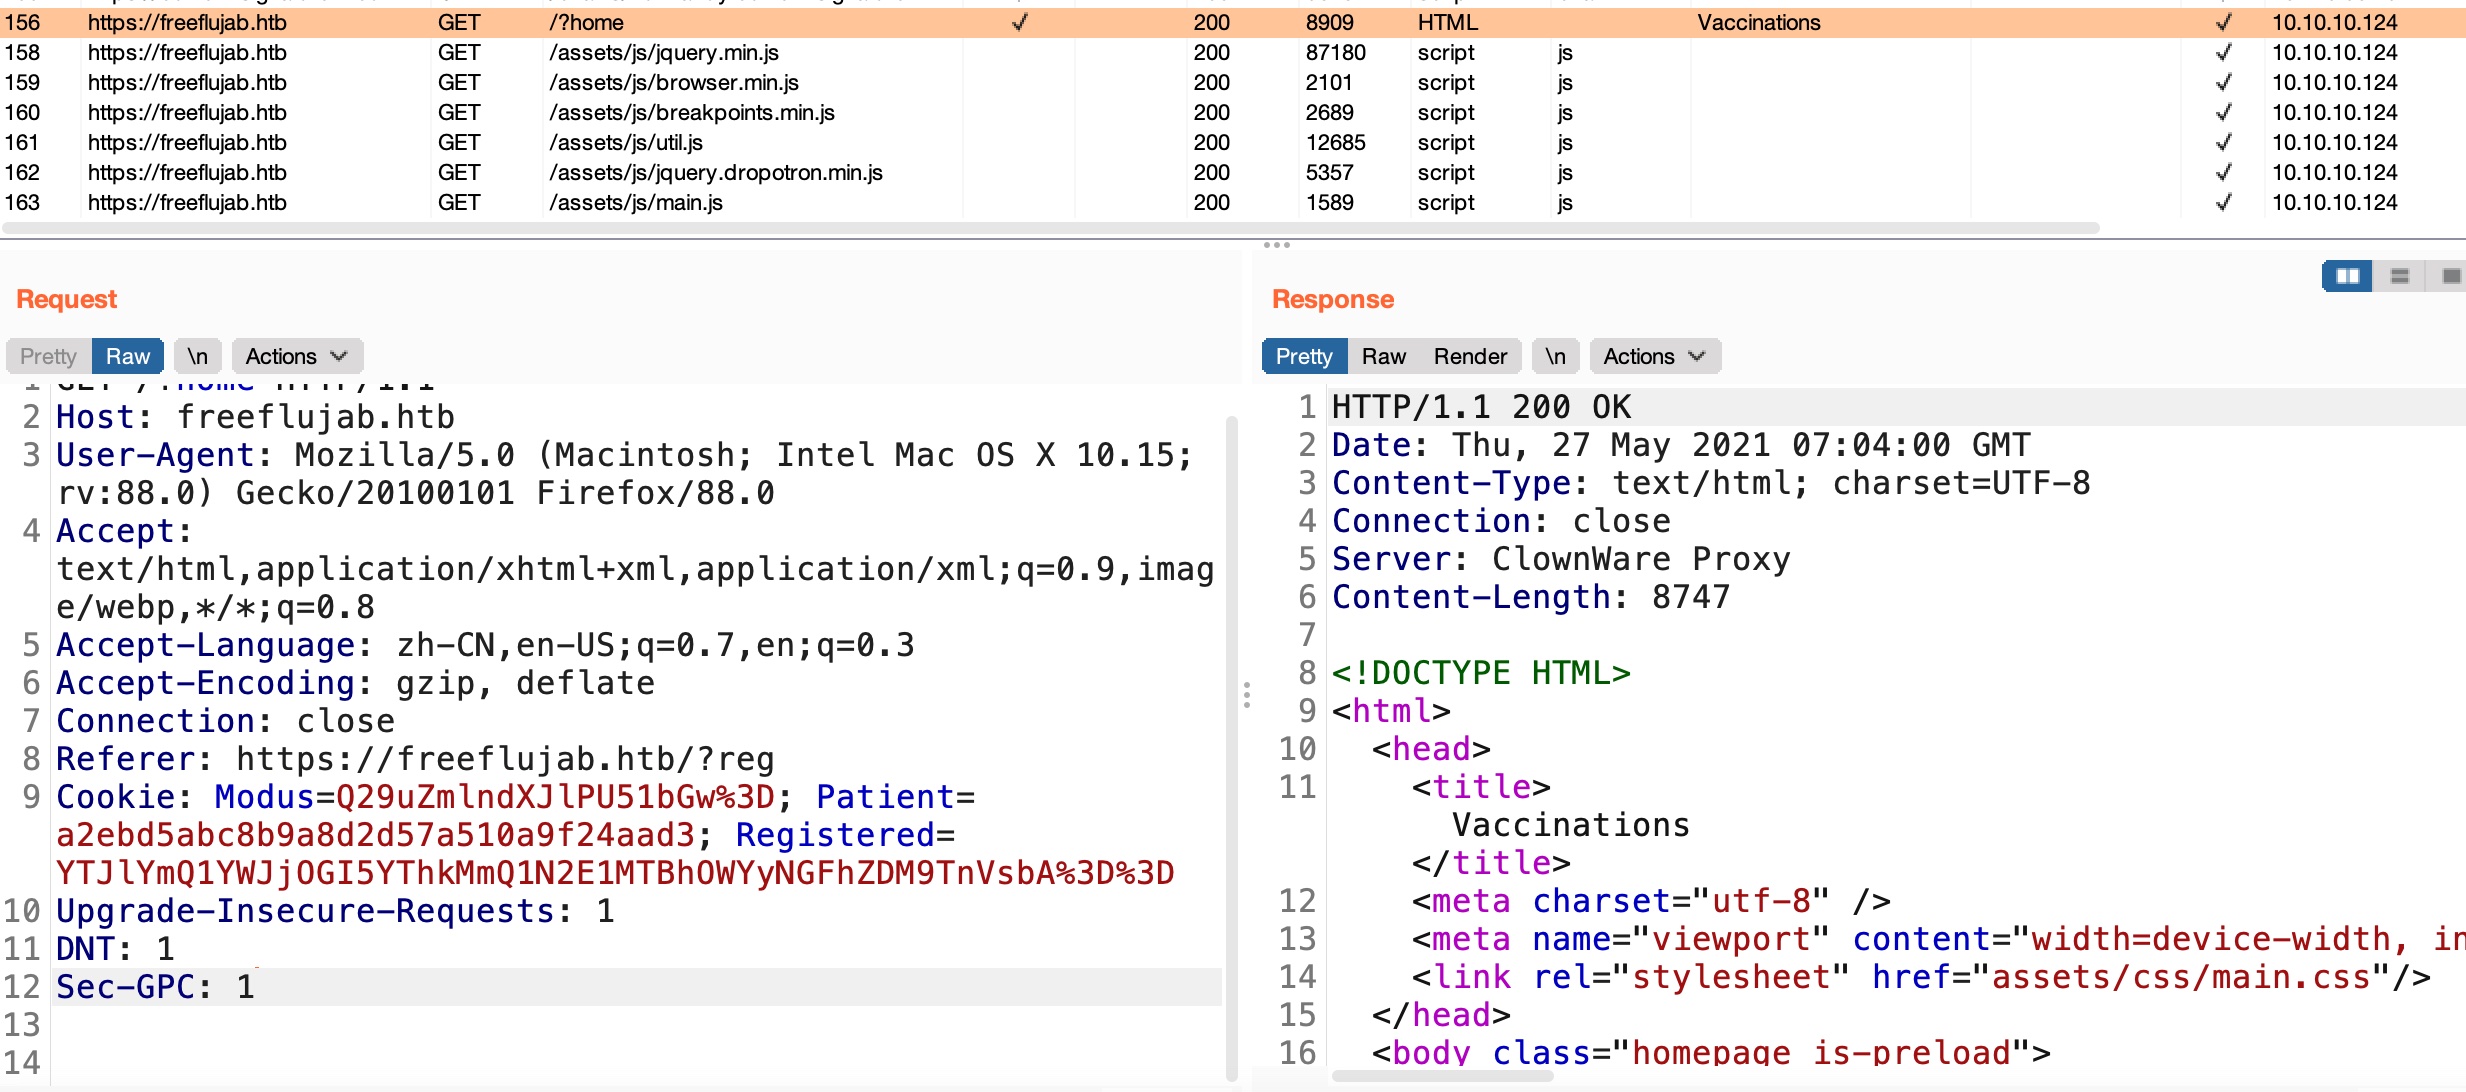 156 https://freeflujab.htb GET /?home ✓ 200 8909 HTML Vaccinations ✓ 10.10.10.124
158 https://freeflujab.htb GET /assets/js/jquery.min.js 200 87180 script js ✓ 10.10.10.124
159 https://freeflujab.htb GET /assets/js/browser.min.js 200 2101 script js ✓ 10.10.10.124
160 https://freeflujab.htb GET /assets/js/breakpoints.min.js 200 2689 script js ✓ 10.10.10.124
161 https://freeflujab.htb GET /assets/js/util.js 200 12685 script js ✓ 10.10.10.124
162 https://freeflujab.htb GET /assets/js/jquery.dropotron.min.js 200 5357 script js ✓ 10.10.10.124
163 https://freeflujab.htb GET /assets/js/main.js 200 1589 script js ✓ 10.10.10.124
Request
Pretty Raw \n Actions
1 GET /?home HTTP/1.1
2 Host: freeflujab.htb
3 User-Agent: Mozilla/5.0 (Macintosh; Intel Mac OS X 10.15;
rv:88.0) Gecko/20100101 Firefox/88.0
4 Accept:
text/html,application/xhtml+xml,application/xml;q=0.9,imag
e/webp,*/*;q=0.8
5 Accept-Language: zh-CN,en-US;q=0.7,en;q=0.3
6 Accept-Encoding: gzip, deflate
7 Connection: close
8 Referer: https://freeflujab.htb/?reg
9 Cookie: Modus=Q29uZmlndXJlPU51bGw%3D; Patient=
a2ebd5abc8b9a8d2d57a510a9f24aad3; Registered=
YTJlYmQ1YWJjOGI5YThkMmQ1N2E1MTBhOWYyNGFhZDM9TnVsbA%3D%3D
10 Upgrade-Insecure-Requests: 1
11 DNT: 1
12 Sec-GPC: 1
13
14
Response
Pretty Raw Render \n Actions
1 HTTP/1.1 200 OK
2 Date: Thu, 27 May 2021 07:04:00 GMT
3 Content-Type: text/html; charset=UTF-8
4 Connection: close
5 Server: ClownWare Proxy
6 Content-Length: 8747
7
8 <!DOCTYPE HTML>
9 <html>
10 <head>
11 <title>
Vaccinations
</title>
12 <meta charset="utf-8" />
13 <meta name="viewport" content="width=device-width, in
14 <link rel="stylesheet" href="assets/css/main.css"/>
15 </head>
16 <body class="homepage is-preload">